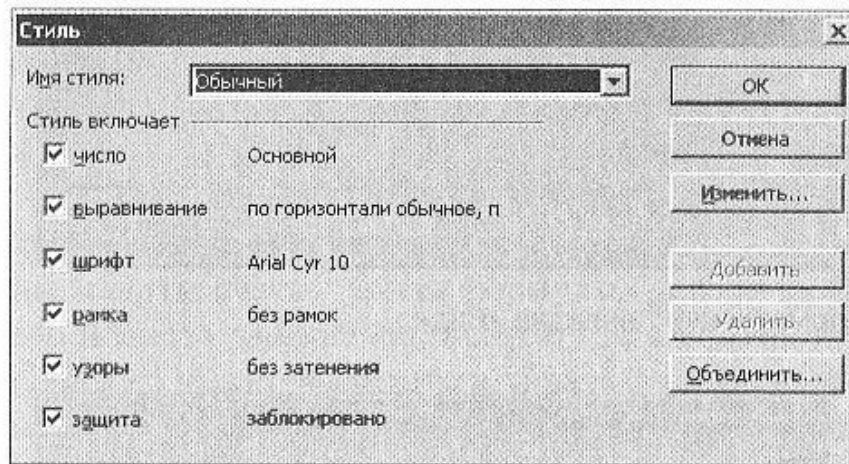 Стиль
Имя стиля: Обычный
OK
Стиль включает
Отмена
число Основной
Изменить...
выравнивание по горизонтали обычное, п
шрифт Arial Cyr 10
Добавить
рамка без рамок
Удалить
узоры без затенения
Объединить...
защита заблокировано